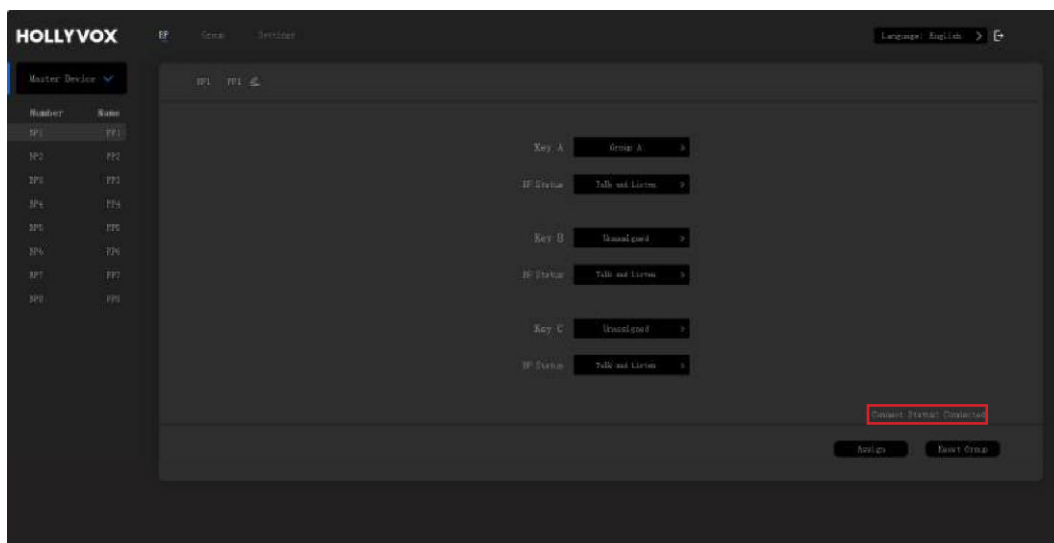 HOLLYVOX BP Group Settings Language: English
Master Device
BP1 PP1
Number Name
BP1 PP1
BP2 PP2
BP3 PP3
BP4 PP4
BP5 PP5
BP6 PP6
BP7 PP7
BP8 PP8
Key A Group A
BP Status Talk and Listen
Key B Unassigned
BP Status Talk and Listen
Key C Unassigned
BP Status Talk and Listen
Connect Status: Connected
Assign Reset Group